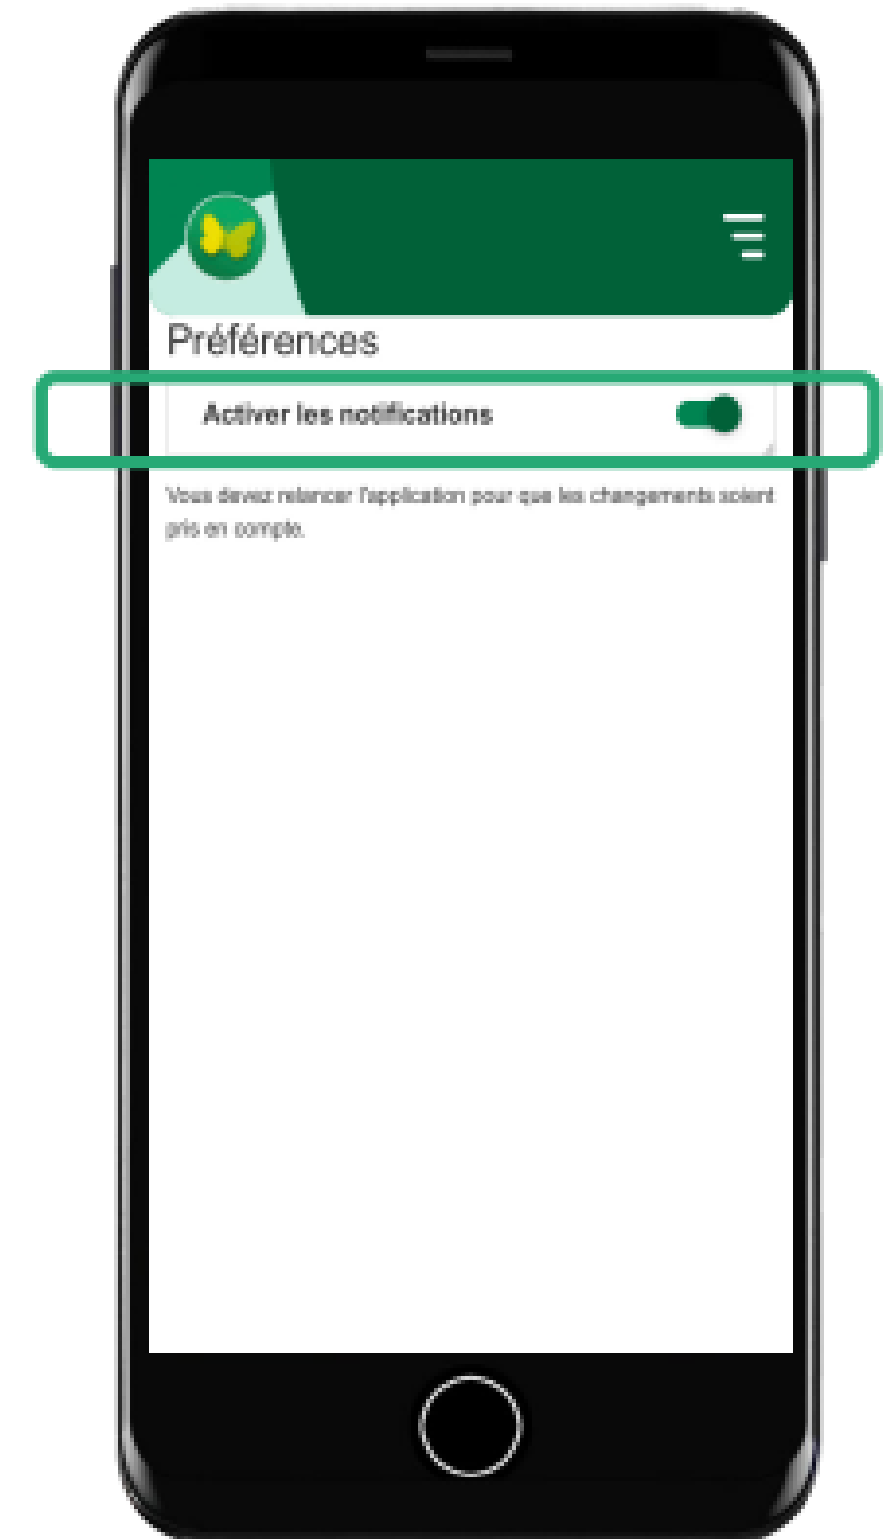 Préférences
Activer les notifications
Vous devez relancer l'application pour que les changements soient
pris en compte.